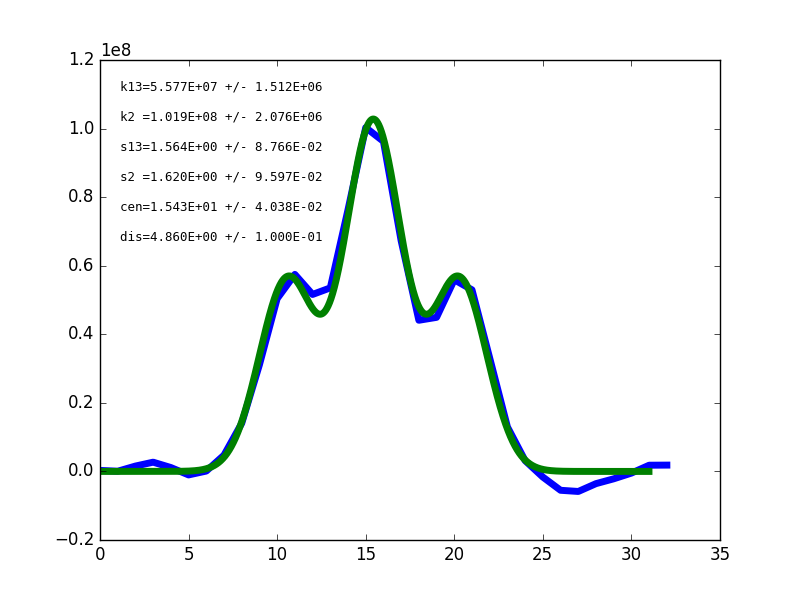 1e8
1.2
1.0
0.8
0.6
0.4
0.2
0.0
−0.2
k13=5.577E+07 +/- 1.512E+06
k2 =1.019E+08 +/- 2.076E+06
s13=1.564E+00 +/- 8.766E-02
s2 =1.620E+00 +/- 9.597E-02
cen=1.543E+01 +/- 4.038E-02
dis=4.860E+00 +/- 1.000E-01
0 5 10 15 20 25 30 35